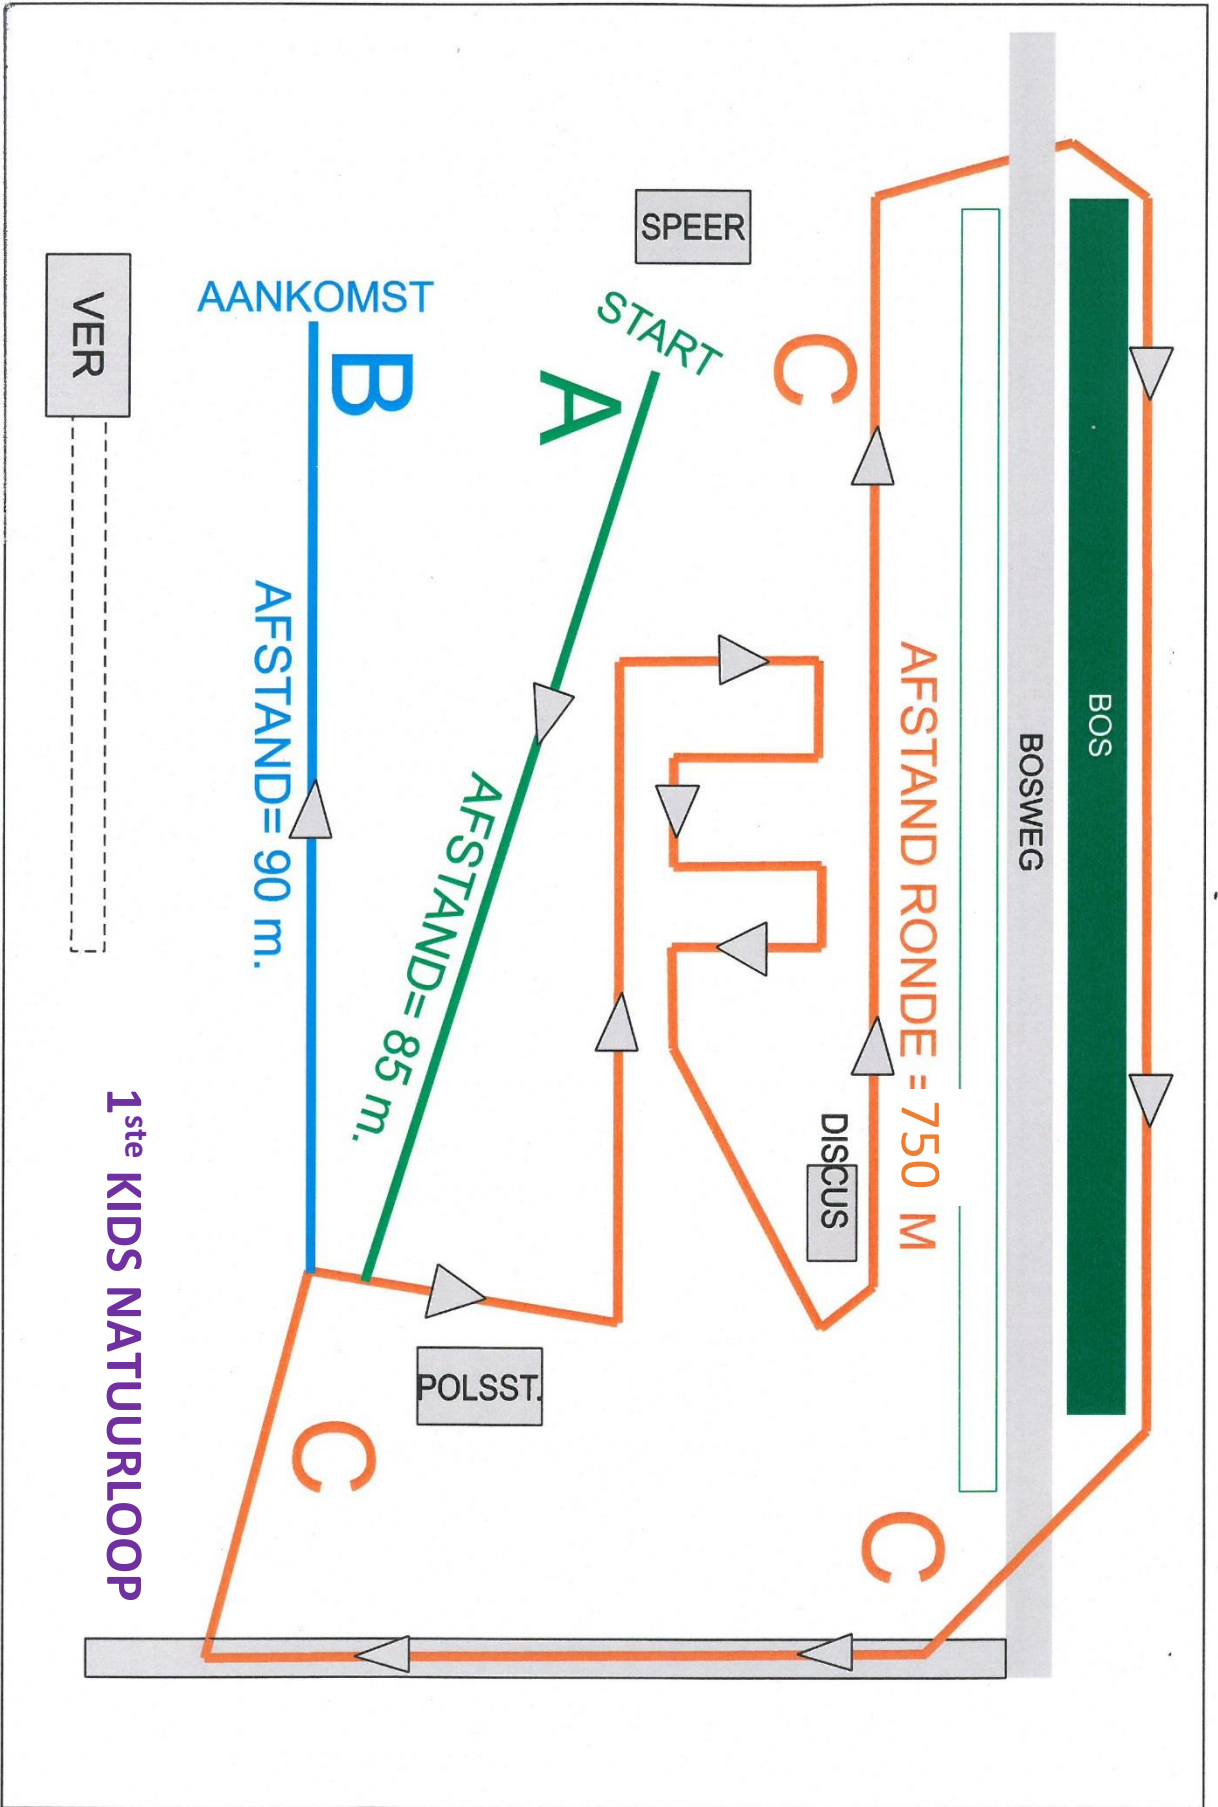 BOS
BOSWEG
AFSTAND RONDE = 750 M
C
C
DISCUS
SPEER
START
A
AFSTAND= 85 m.
POLSST.
C
AANKOMST
B
AFSTAND= 90 m.
VER
1ste KIDS NATUURLOOP